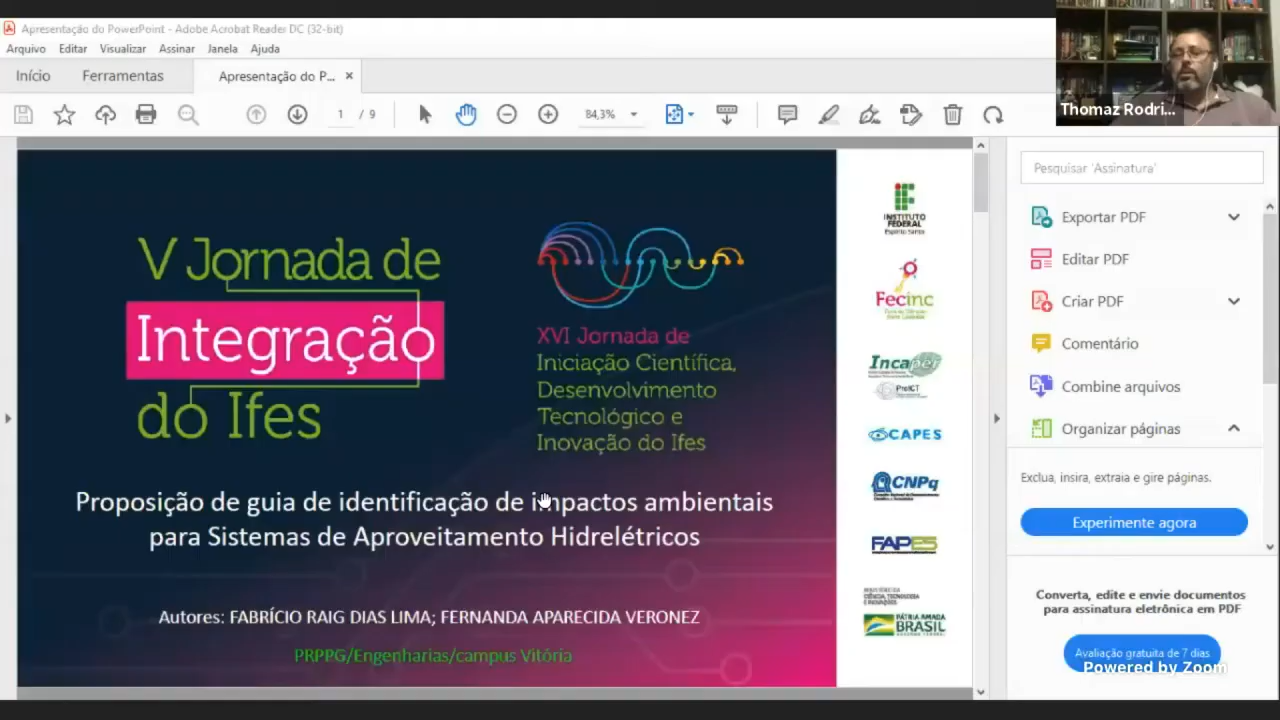 Apresentação do PowerPoint - Adobe Acrobat Reader DC (32-bit)
Arquivo Editar Visualizar Assinar Janela Ajuda
Início Ferramentas Apresentação do P... ×
1 / 9 84,3%
Thomaz Rodri...
V Jornada de
Integração
do Ifes
XVI Jornada de
Iniciação Científica,
Desenvolvimento
Tecnológico e
Inovação do Ifes
Proposição de guia de identificação de impactos ambientais
para Sistemas de Aproveitamento Hidrelétricos
Autores: FABRÍCIO RAIG DIAS LIMA; FERNANDA APARECIDA VERONEZ
PRPPG/Engenharias/campus Vitória
INSTITUTO
FEDERAL
Espírito Santo
Fecinc
Incaper
PreICT
CAPES
CNPq
FAPES
PÁTRIA AMADA
BRASIL
Pesquisar 'Assinatura'
Exportar PDF
Editar PDF
Criar PDF
Comentário
Combine arquivos
Organizar páginas
Exclua, insira, extraia e gire páginas.
Experimente agora
Converta, edite e envie documentos
para assinatura eletrônica em PDF
Avaliação gratuita de 7 dias
Powered by Zoom